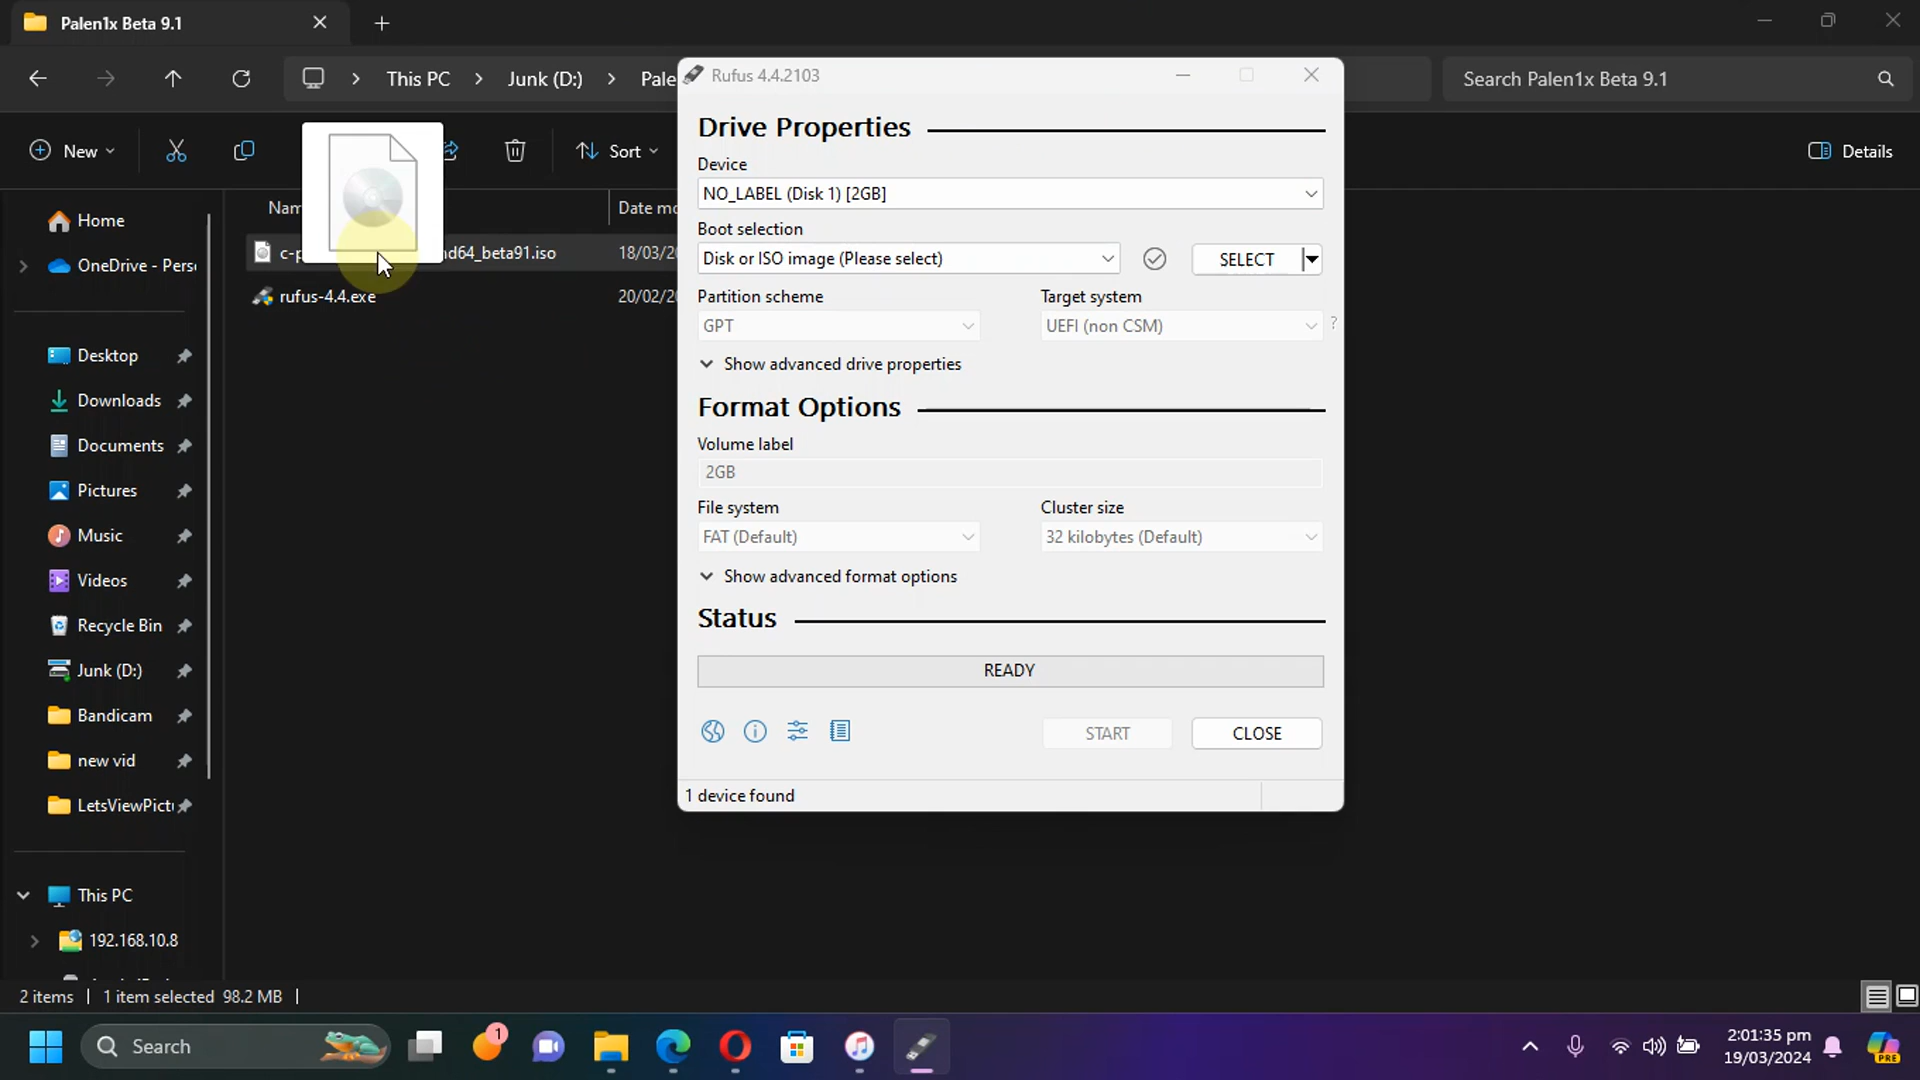 Palen1x Beta 9.1
This PC
Junk (D:)
Search Palen1x Beta 9.1
New
Sort
Details
Home
OneDrive - Pers
Desktop
Downloads
Documents
Pictures
Music
Videos
Recycle Bin
Junk (D:)
Bandicam
new vid
LetsViewPict
This PC
192.168.10.8
Date mo
nd64_beta91.iso
18/03/2
rufus-4.4.exe
20/02/2
Rufus 4.4.2103
Drive Properties
Device
NO_LABEL (Disk 1) [2GB]
Boot selection
Disk or ISO image (Please select)
SELECT
Partition scheme
Target system
GPT
UEFI (non CSM)
?
Show advanced drive properties
Format Options
Volume label
2GB
File system
Cluster size
FAT (Default)
32 kilobytes (Default)
Show advanced format options
Status
READY
START
CLOSE
1 device found
2 items
1 item selected 98.2 MB
Search
1
2:01:35 pm
19/03/2024
PRE